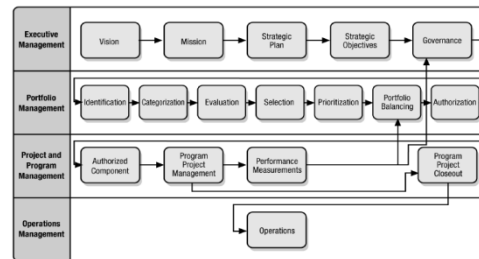 Executive
Management
Vision
Mission
Strategic
Plan
Strategic
Objectives
Governance
Portfolio
Management
Identification
Categorization
Evaluation
Selection
Prioritization
Portfolio
Balancing
Authorization
Project and
Program
Management
Authorized
Component
Program
Project
Management
Performance
Measurements
Program
Project
Closeout
Operations
Management
Operations